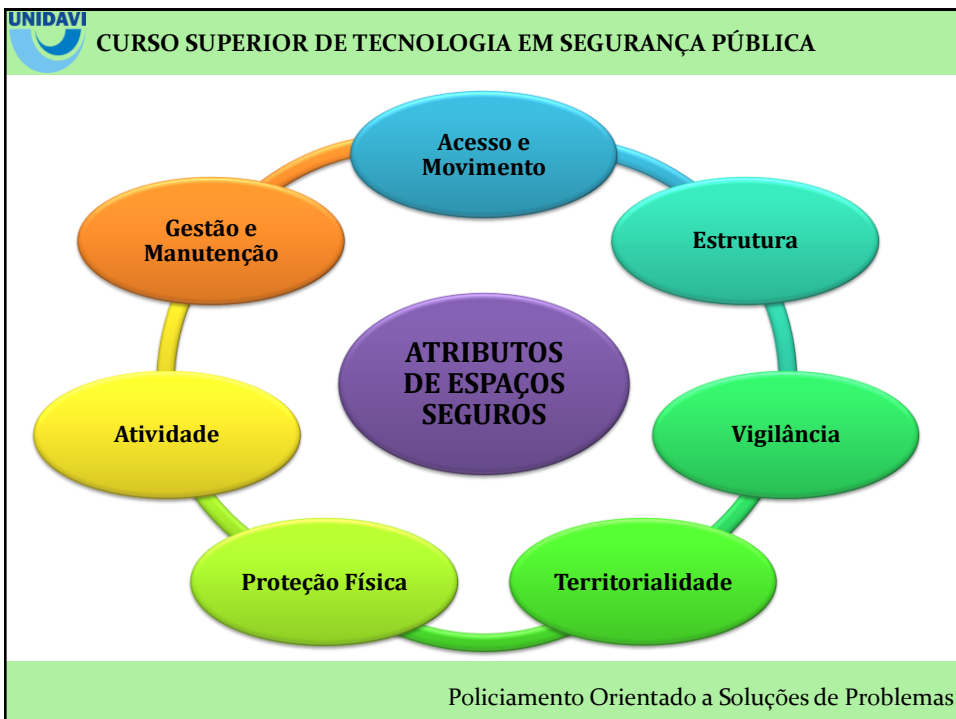 UNIDAVI
CURSO SUPERIOR DE TECNOLOGIA EM SEGURANÇA PÚBLICA
Acesso e
Movimento
Estrutura
Vigilância
Territorialidade
Proteção Física
Atividade
Gestão e
Manutenção
ATRIBUTOS
DE ESPAÇOS
SEGUROS
Policiamento Orientado a Soluções de Problemas